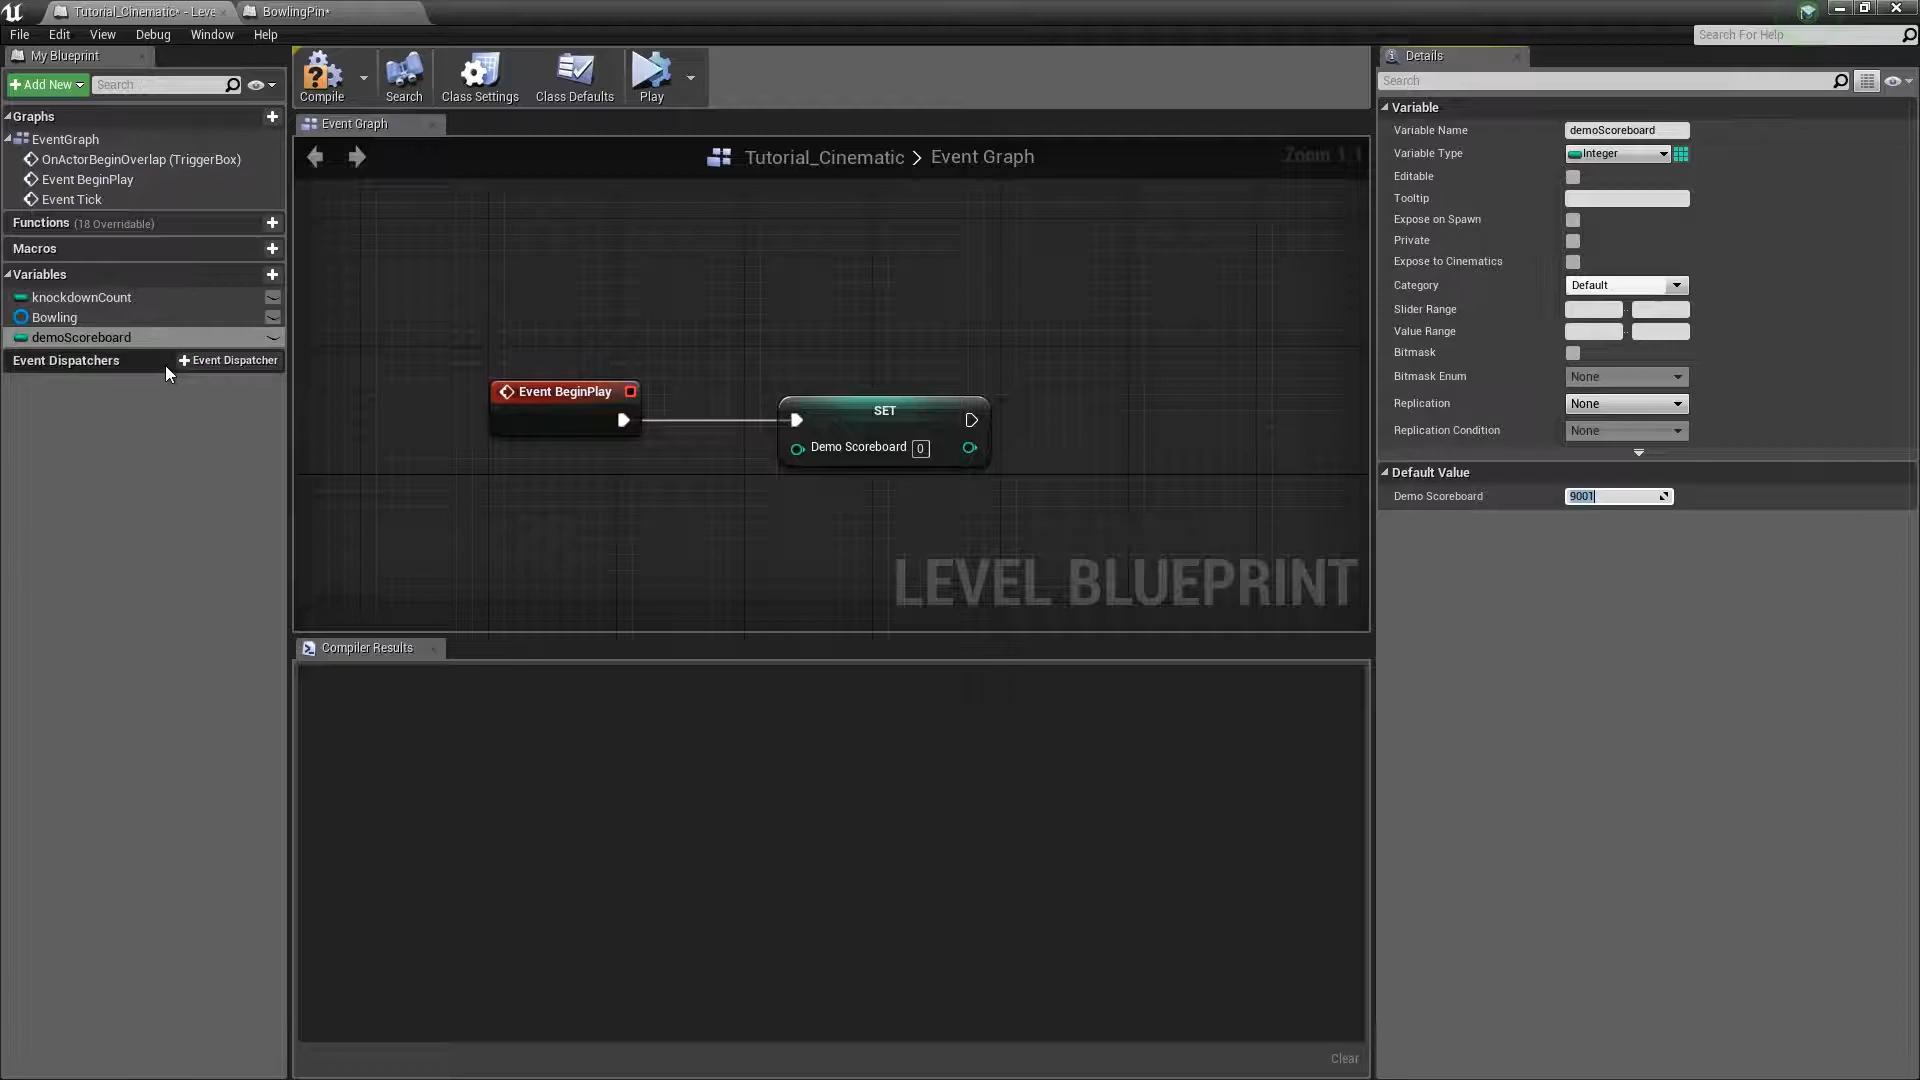 Tutorial_Cinematic* - Leve
BowlingPin*
File Edit View Debug Window Help
Search For Help
My Blueprint
Add New
Search
Graphs
EventGraph
OnActorBeginOverlap (TriggerBox)
Event BeginPlay
Event Tick
Functions (18 Overridable)
Macros
Variables
knockdownCount
Bowling
demoScoreboard
Event Dispatchers
Event Dispatcher
Compile
Search
Class Settings
Class Defaults
Play
Event Graph
Tutorial_Cinematic > Event Graph
Zoom 1:1
Event BeginPlay
SET
Demo Scoreboard 0
LEVEL BLUEPRINT
Compiler Results
Clear
Details
Search
Variable
Variable Name demoScoreboard
Variable Type Integer
Editable
Tooltip
Expose on Spawn
Private
Expose to Cinematics
Category Default
Slider Range
Value Range
Bitmask
Bitmask Enum None
Replication None
Replication Condition None
Default Value
Demo Scoreboard 9001